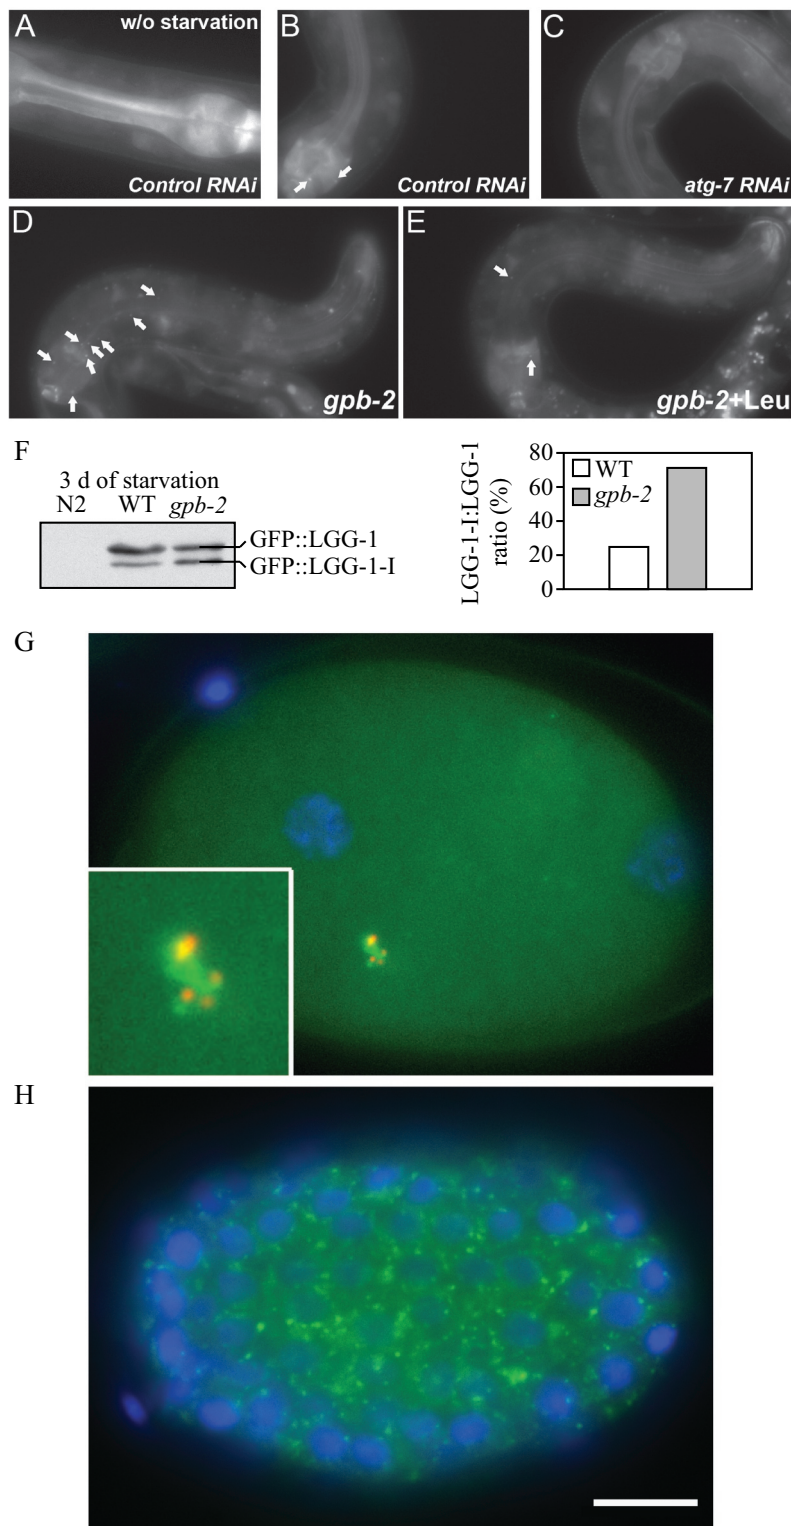 A
w/o starvation
Control RNAi
B
Control RNAi
C
atg-7 RNAi
D
gpb-2
E
gpb-2+Leu
F
3 d of starvation
N2 WT gpb-2
GFP::LGG-1
GFP::LGG-1-I
LGG-1-I:LGG-1
ratio (%)
80
60
40
20
0
WT
gpb-2
G
H